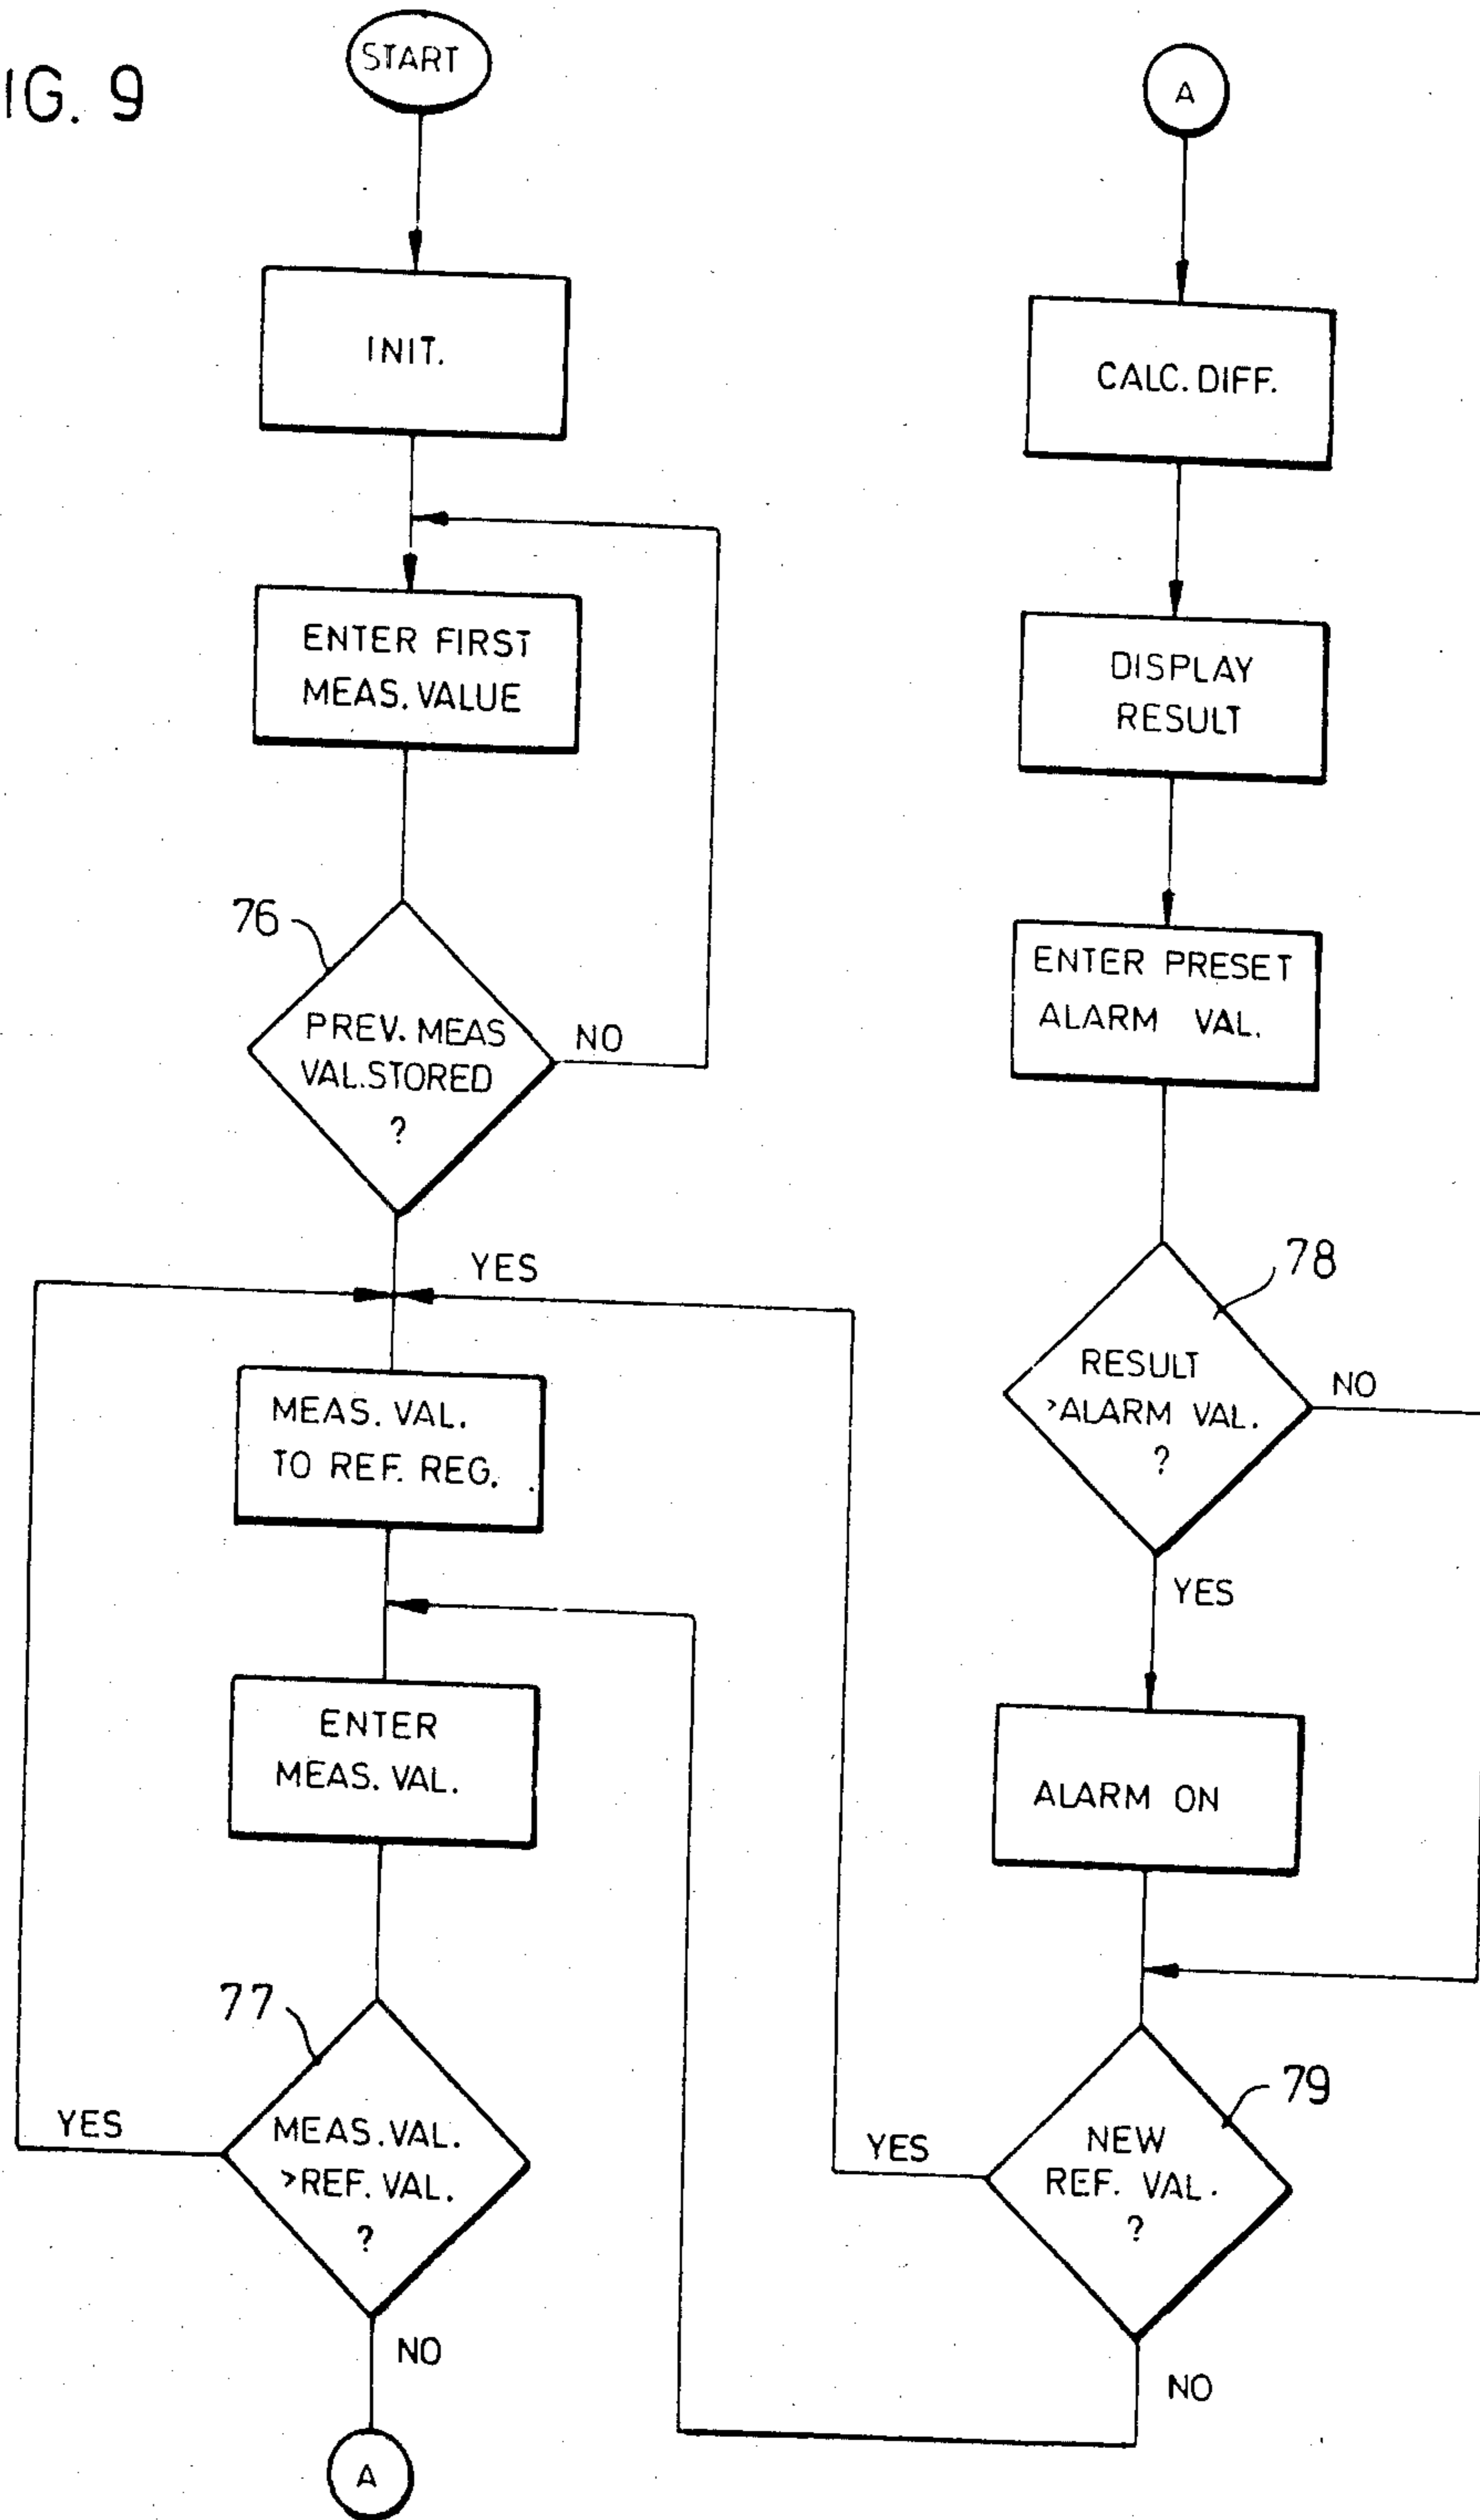 IG. 9
START
INIT.
ENTER FIRST
MEAS. VALUE
76
PREV. MEAS
VAL. STORED
?
NO
YES
MEAS. VAL.
TO REF. REG.
ENTER
MEAS. VAL.
77
MEAS. VAL.
>REF. VAL.
?
YES
NO
A
A
CALC. DIFF.
DISPLAY
RESULT
ENTER PRESET
ALARM VAL.
78
RESULT
>ALARM VAL.
?
NO
YES
ALARM ON
79
NEW
REF. VAL.
?
YES
NO